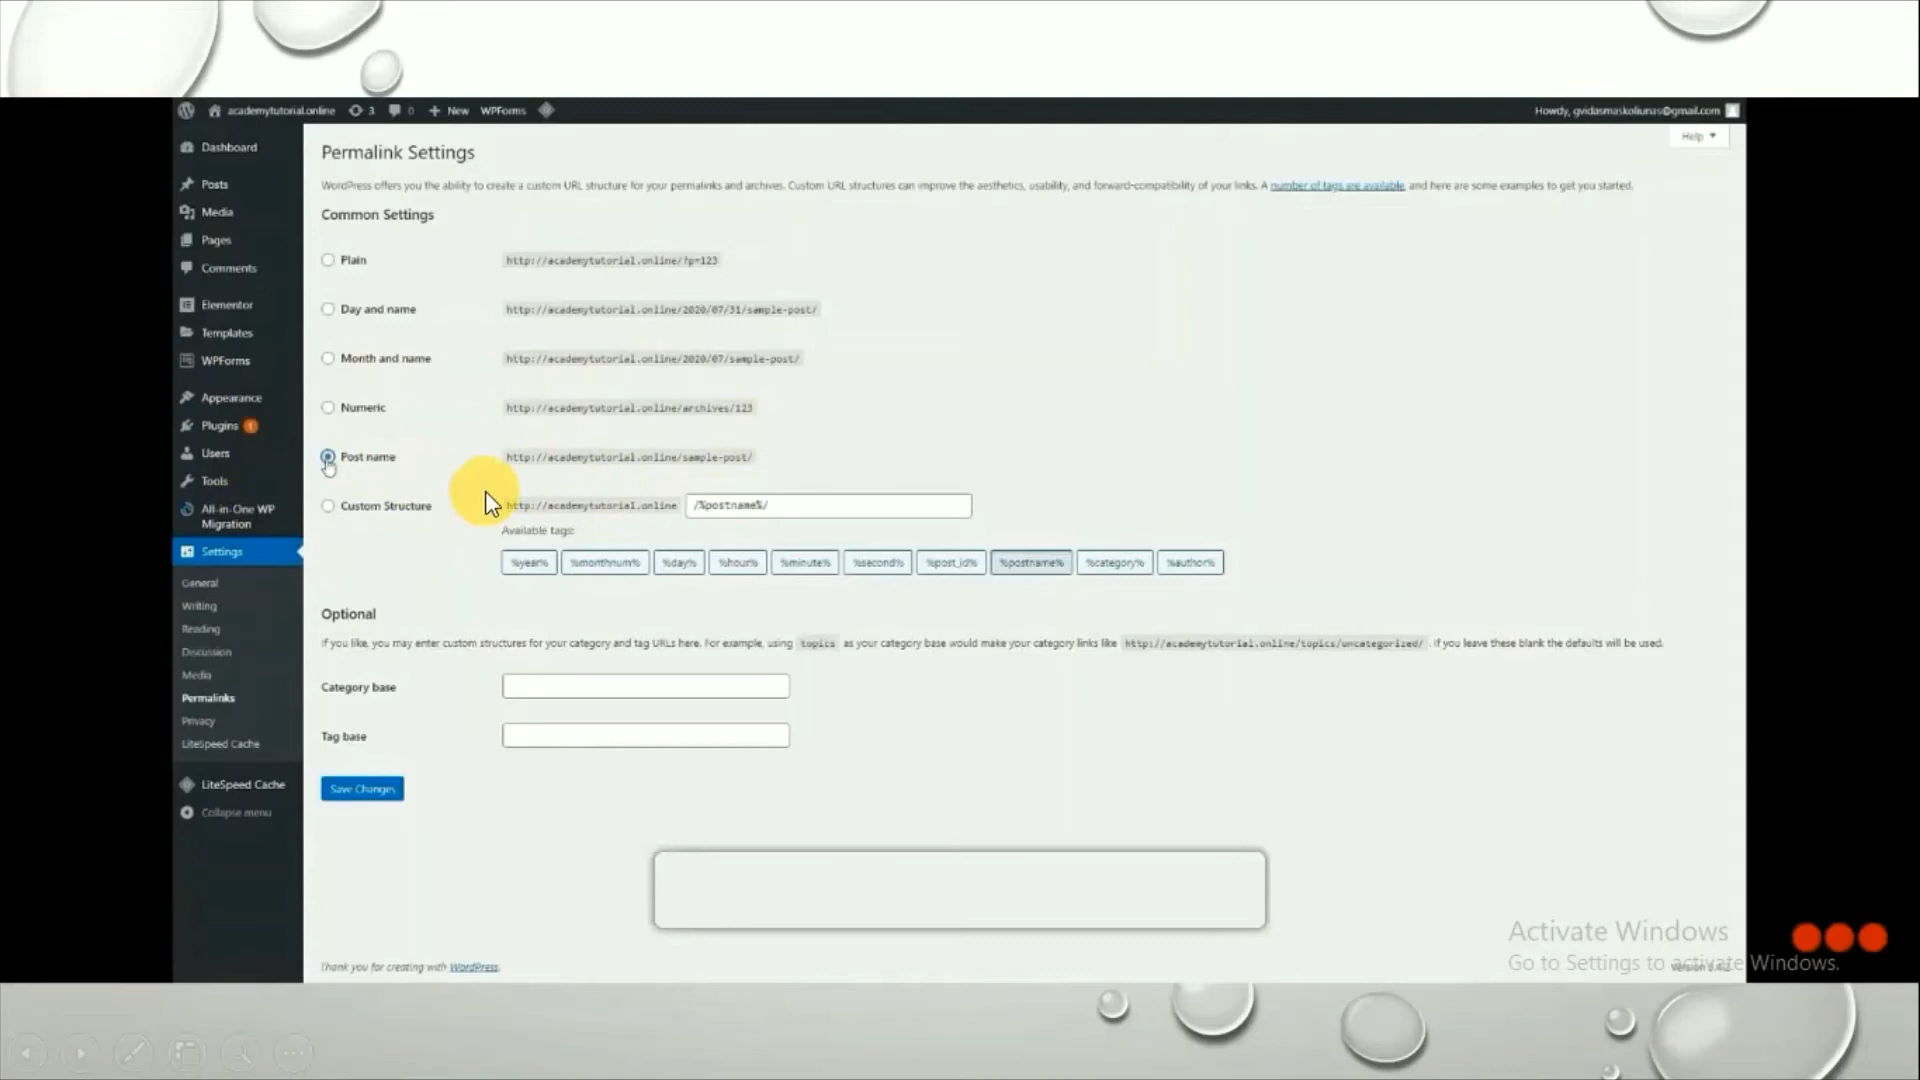 academytutorial.online 3 0 New WPForms
Howdy, gvidasmaskoliunas@gmail.com
Help
Dashboard
Posts
Media
Pages
Comments
Elementor
Templates
WPForms
Appearance
Plugins 1
Users
Tools
All-in-One WP
Migration
Settings
General
Writing
Reading
Discussion
Media
Permalinks
Privacy
LiteSpeed Cache
LiteSpeed Cache
Collapse menu
Permalink Settings
WordPress offers you the ability to create a custom URL structure for your permalinks and archives. Custom URL structures can improve the aesthetics, usability, and forward-compatibility of your links. A number of tags are available, and here are some examples to get you started.
Common Settings
Plain http://academytutorial.online/?p=123
Day and name http://academytutorial.online/2020/07/31/sample-post/
Month and name http://academytutorial.online/2020/07/sample-post/
Numeric http://academytutorial.online/archives/123
Post name http://academytutorial.online/sample-post/
Custom Structure http://academytutorial.online /%postname%/
Available tags:
%year% %monthnum% %day% %hour% %minute% %second% %post_id% %postname% %category% %author%
Optional
If you like, you may enter custom structures for your category and tag URLs here. For example, using topics as your category base would make your category links like http://academytutorial.online/topics/uncategorized/ . If you leave these blank the defaults will be used.
Category base
Tag base
Save Changes
Thank you for creating with WordPress.
Activate Windows
Go to Settings to activate Windows.